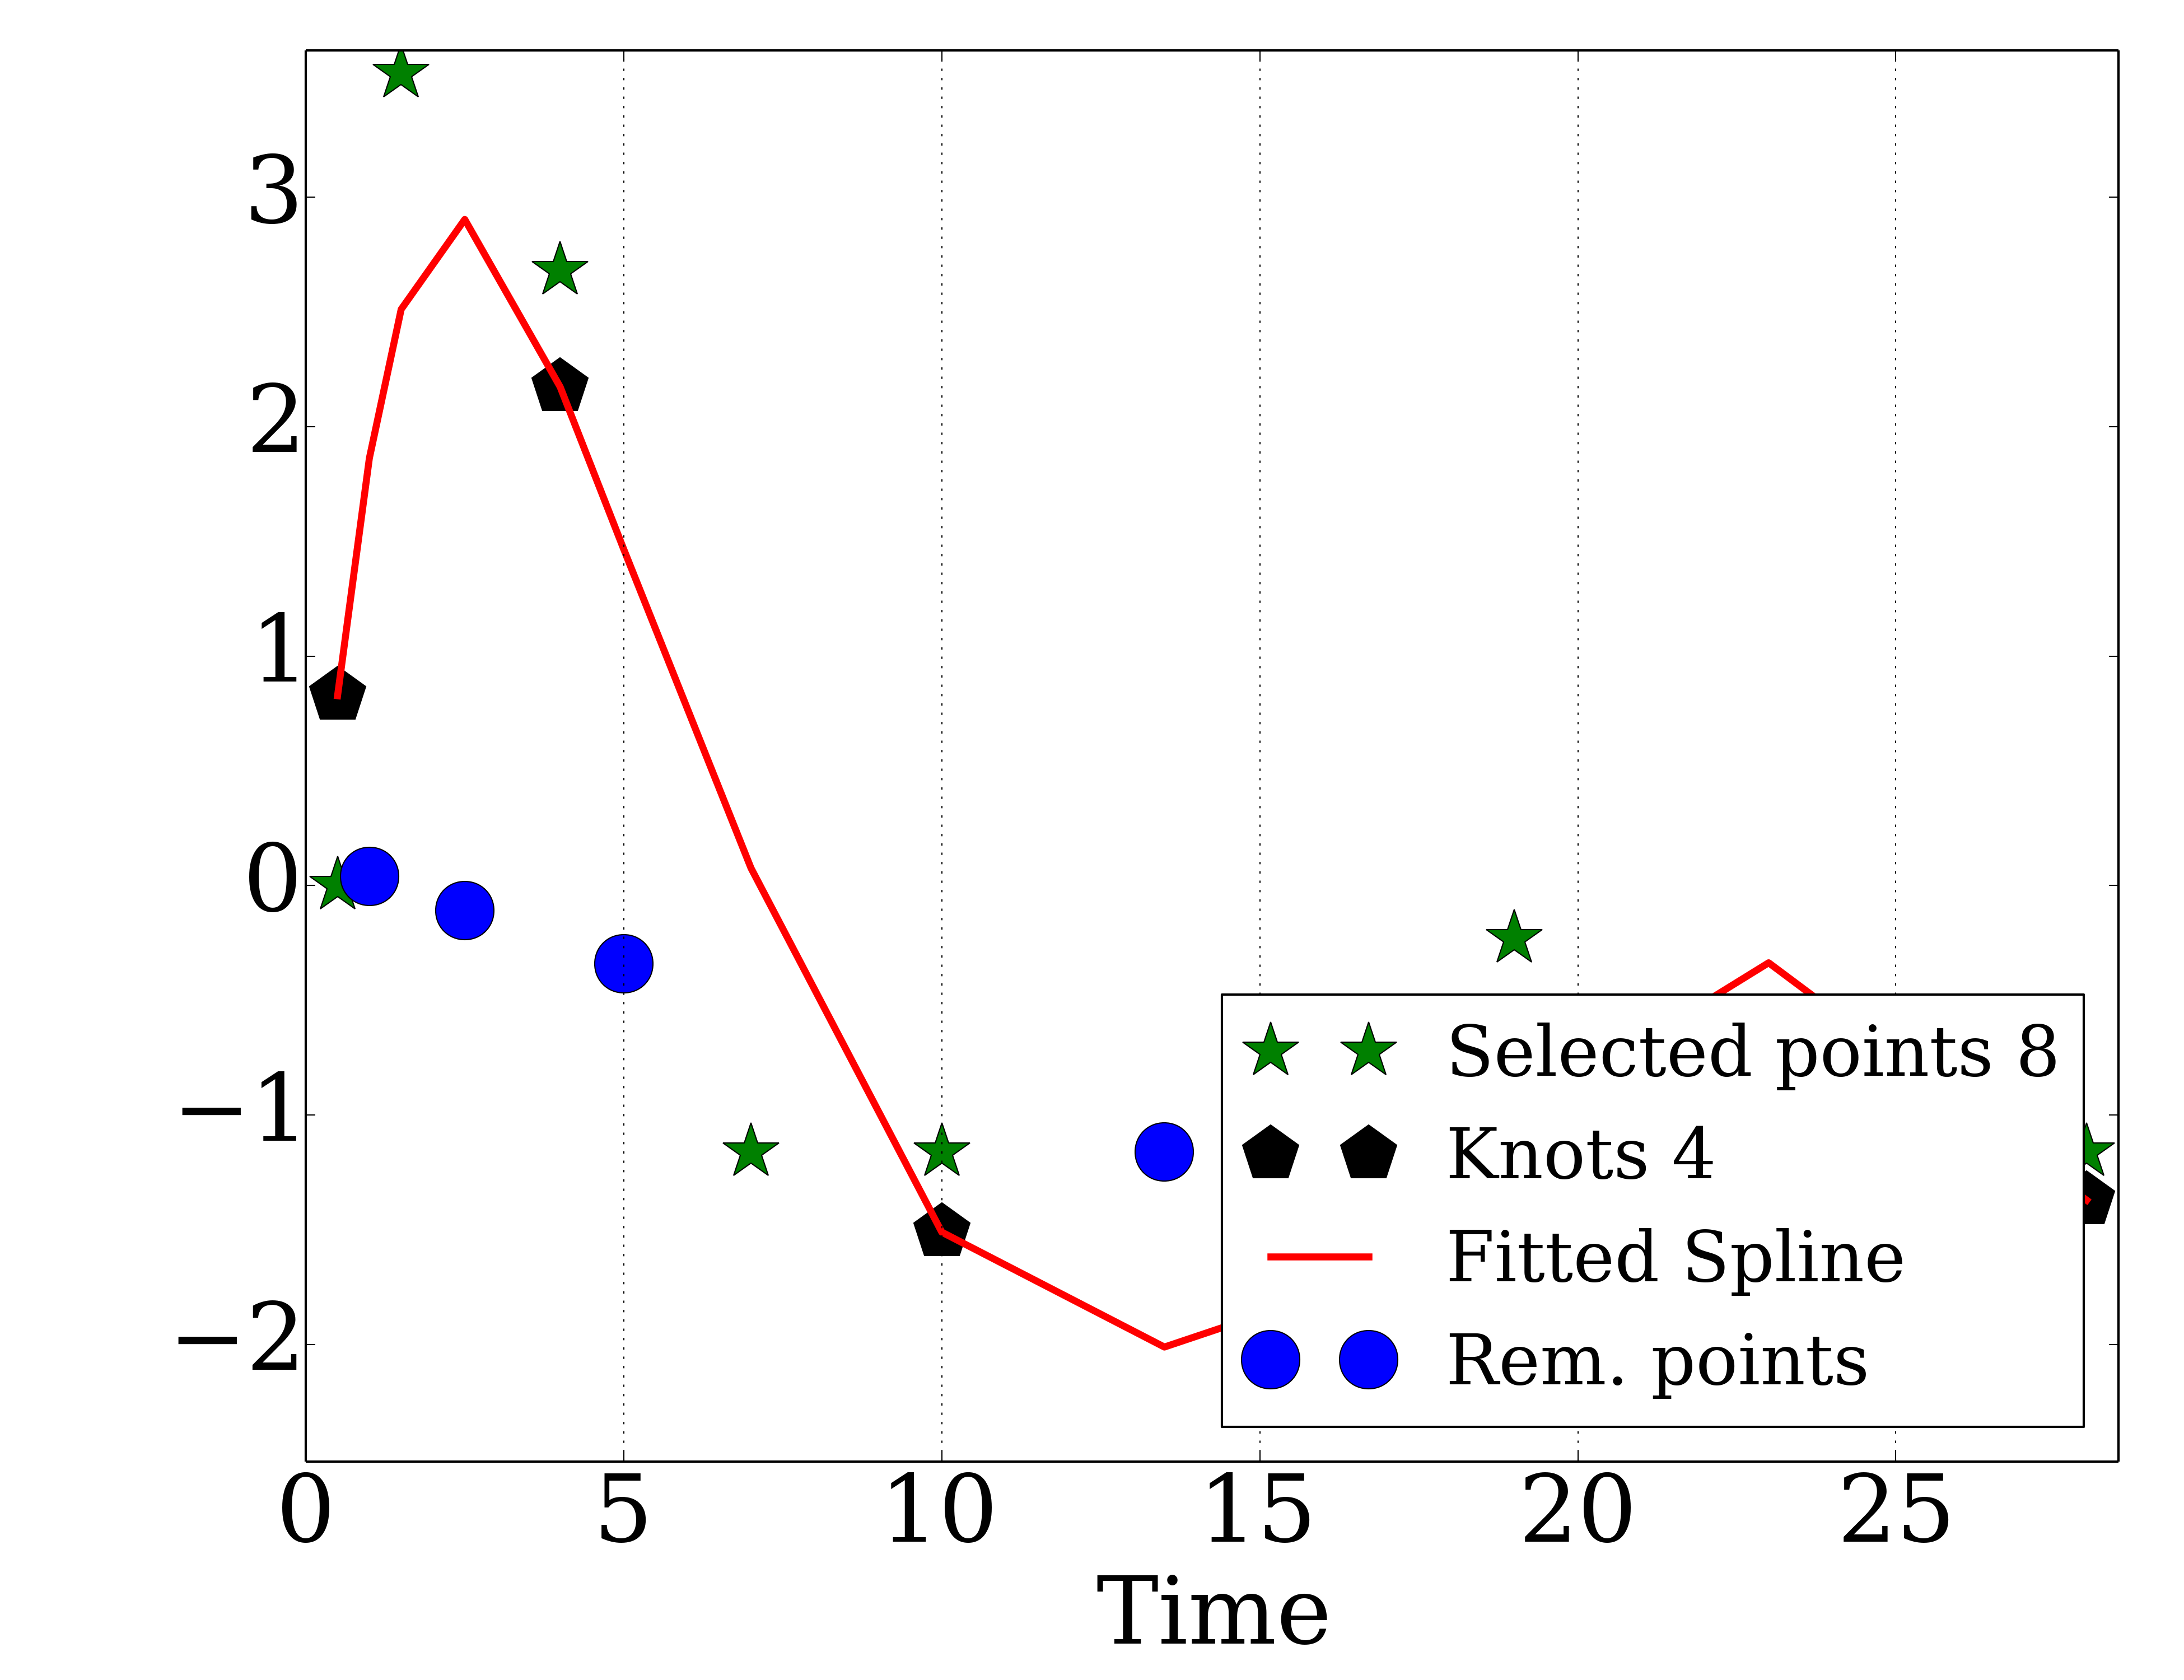 3
2
1
0
−1
−2
Selected points 8
Knots 4
Fitted Spline
Rem. points
0 5 10 15 20 25
Time